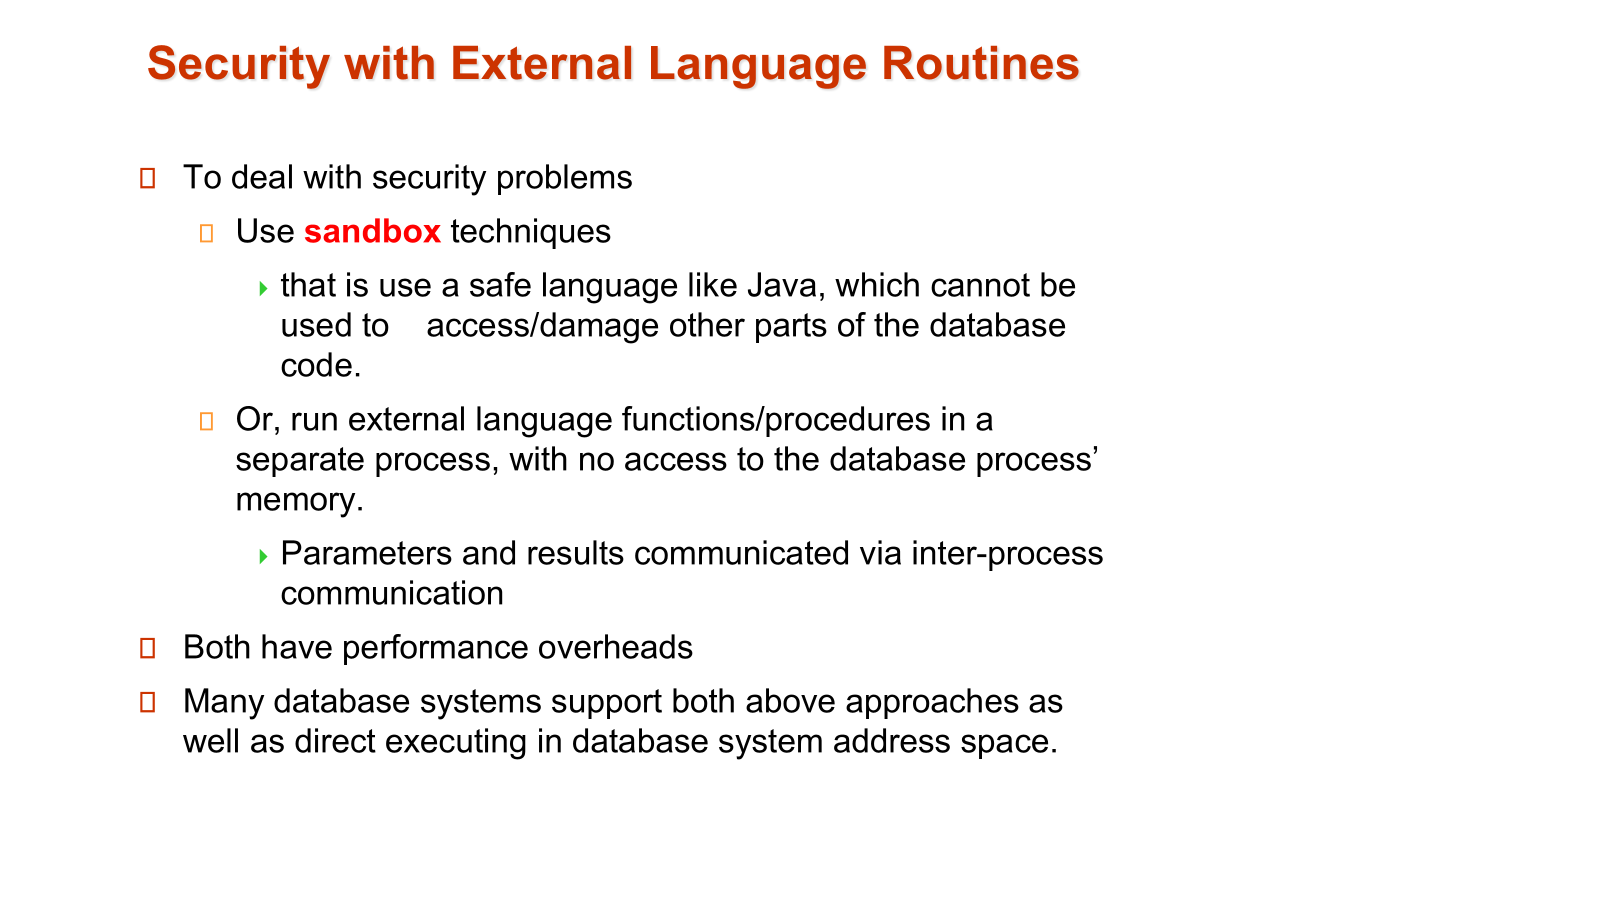 Security with External Language Routines
To deal with security problems
Use sandbox techniques
that is use a safe language like Java, which cannot be
used to    access/damage other parts of the database
code.
Or, run external language functions/procedures in a
separate process, with no access to the database process’
memory.
Parameters and results communicated via inter-process
communication
Both have performance overheads
Many database systems support both above approaches as
well as direct executing in database system address space.